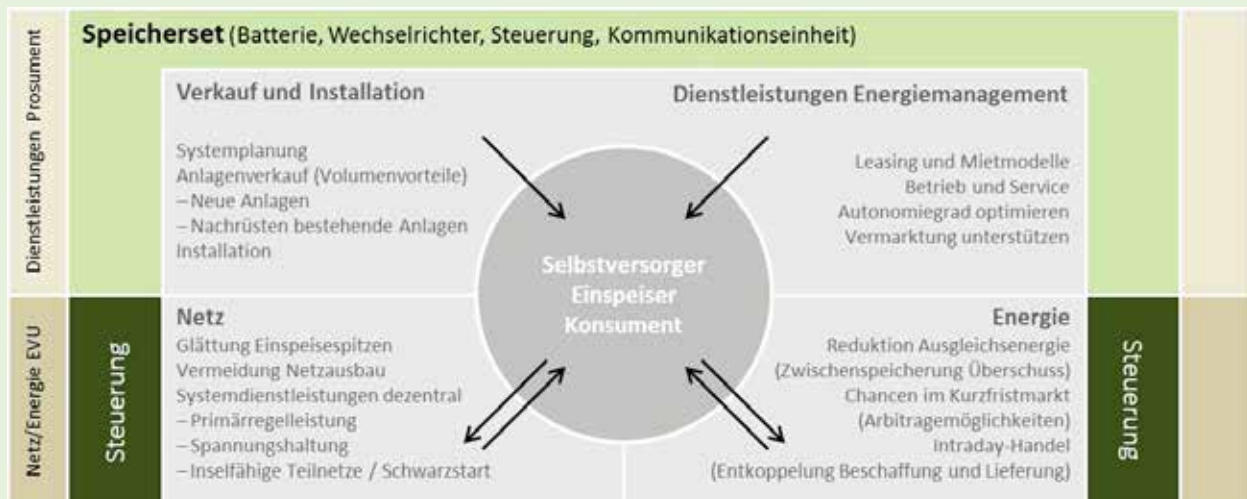 Speicherset (Batterie, Wechselrichter, Steuerung, Kommunikationseinheit)
Dienstleistungen Prosument
Verkauf und Installation
Systemplanung
Anlagenverkauf (Volumenvorteile)
– Neue Anlagen
– Nachrüsten bestehende Anlagen
Installation
Dienstleistungen Energiemanagement
Leasing und Mietmodelle
Betrieb und Service
Autonomiegrad optimieren
Vermarktung unterstützen
Selbstversorger
Einspeiser
Konsument
Netz/Energie EVU
Steuerung
Netz
Glättung Einspeisespitzen
Vermeidung Netzausbau
Systemdienstleistungen dezentral
– Primärregelleistung
– Spannungshaltung
– Inselfähige Teilnetze / Schwarzstart
Energie
Reduktion Ausgleichsenergie
(Zwischenspeicherung Überschuss)
Chancen im Kurzfristmarkt
(Arbitragemöglichkeiten)
Intraday-Handel
(Entkoppelung Beschaffung und Lieferung)
Steuerung